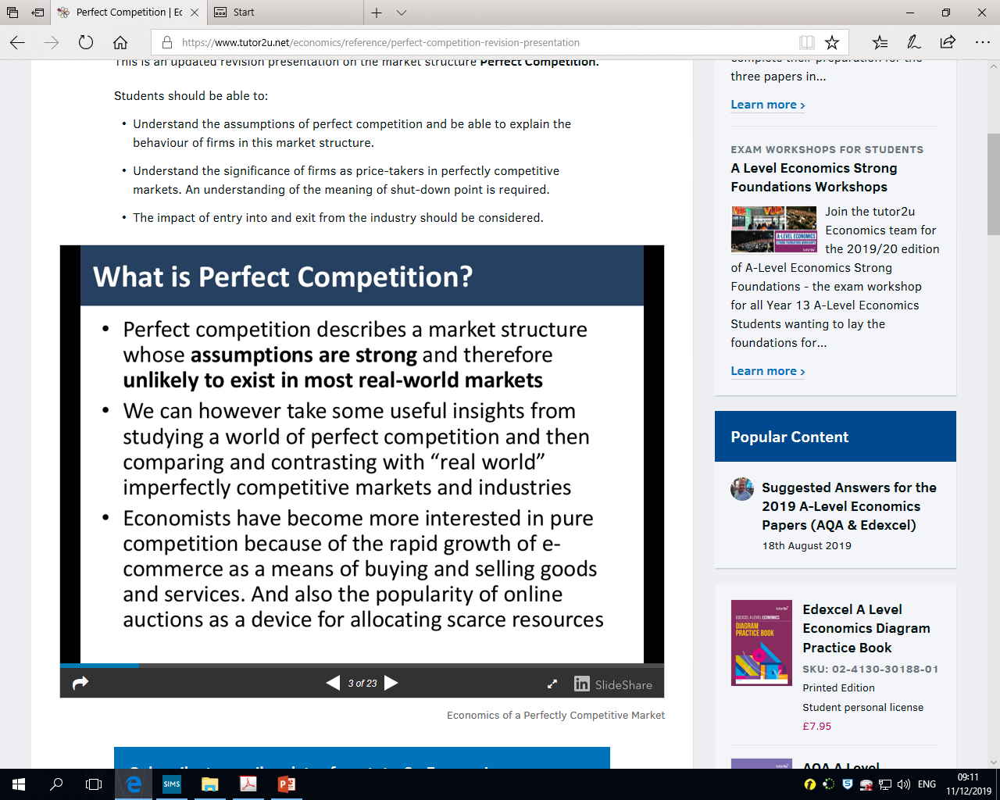 Perfect Competition | Ec
Start
https://www.tutor2u.net/economics/reference/perfect-competition-revision-presentation
This is an updated revision presentation on the market structure Perfect Competition.
Students should be able to:
• Understand the assumptions of perfect competition and be able to explain the
behaviour of firms in this market structure.
• Understand the significance of firms as price-takers in perfectly competitive
markets. An understanding of the meaning of shut-down point is required.
• The impact of entry into and exit from the industry should be considered.
What is Perfect Competition?
• Perfect competition describes a market structure
whose assumptions are strong and therefore
unlikely to exist in most real-world markets
• We can however take some useful insights from
studying a world of perfect competition and then
comparing and contrasting with “real world”
imperfectly competitive markets and industries
• Economists have become more interested in pure
competition because of the rapid growth of e-
commerce as a means of buying and selling goods
and services. And also the popularity of online
auctions as a device for allocating scarce resources
3 of 23
in SlideShare
Economics of a Perfectly Competitive Market
complete their preparation for the
three papers in...
Learn more ›
EXAM WORKSHOPS FOR STUDENTS
A Level Economics Strong
Foundations Workshops
A-LEVEL ECONOMICS
STRONG FOUNDATIONS WORKSHOPS
tutor2u
Join the tutor2u
Economics team for
the 2019/20 edition
of A-Level Economics Strong
Foundations - the exam workshop
for all Year 13 A-Level Economics
Students wanting to lay the
foundations for...
Learn more ›
Popular Content
Suggested Answers for the
2019 A-Level Economics
Papers (AQA & Edexcel)
18th August 2019
tutor2u
EDEXCEL A LEVEL ECONOMICS
DIAGRAM
PRACTICE BOOK
Edexcel A Level
Economics Diagram
Practice Book
SKU: 02-4130-30188-01
Printed Edition
Student personal license
£7.95
AQA A Level
SIMS
ENG
09:11
11/12/2019